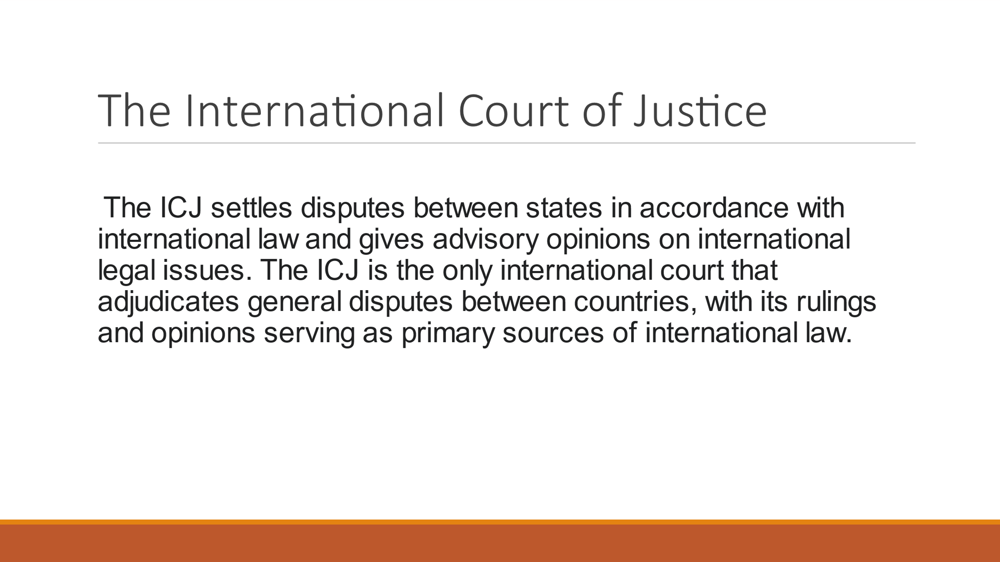 The International Court of Justice
The ICJ settles disputes between states in accordance with
international law and gives advisory opinions on international
legal issues. The ICJ is the only international court that
adjudicates general disputes between countries, with its rulings
and opinions serving as primary sources of international law.